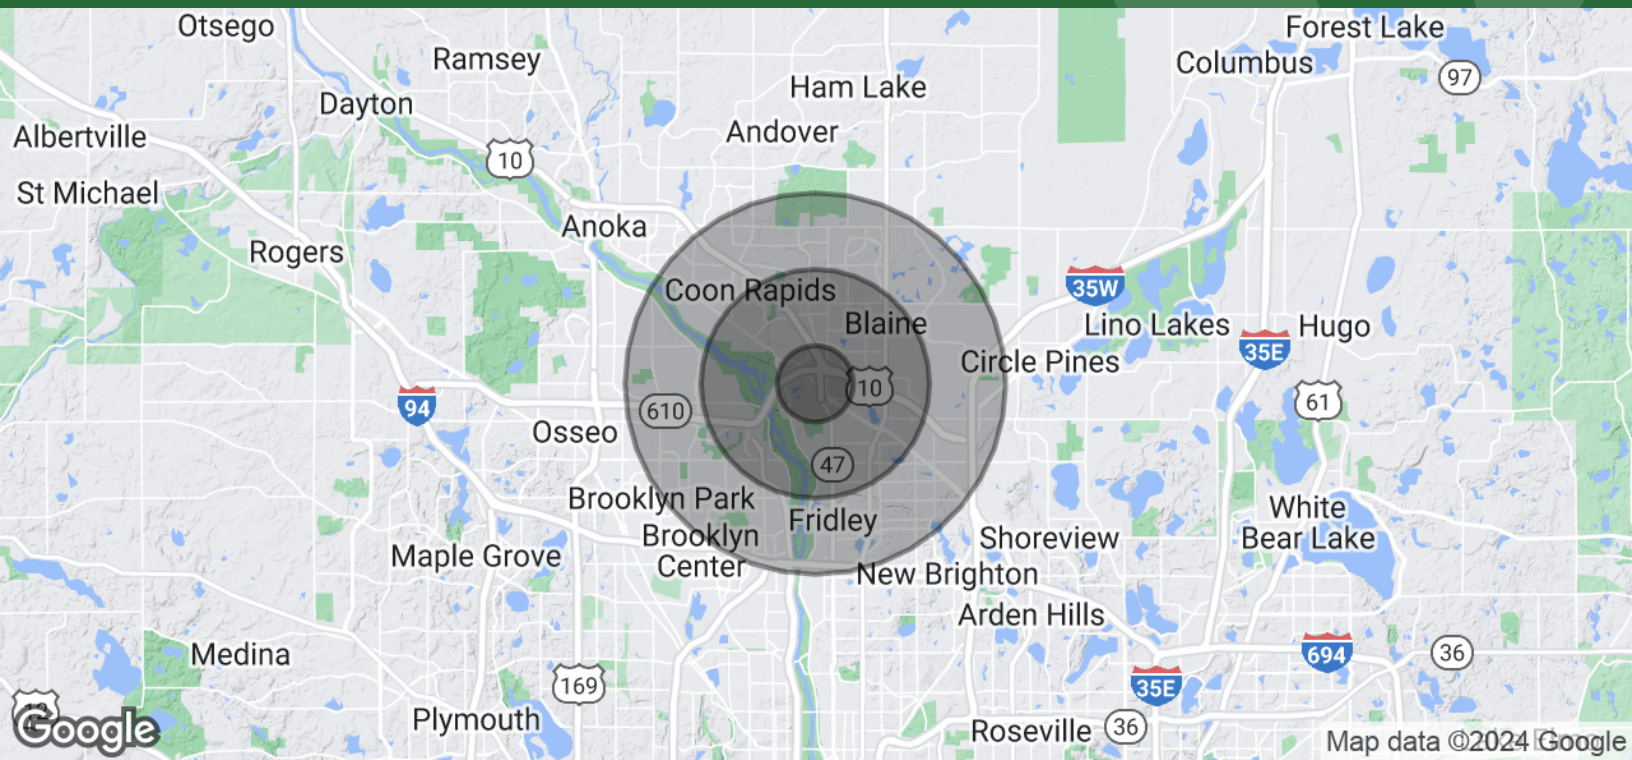 Otsego
Forest Lake
Ramsey
Columbus
97
Ham Lake
Dayton
Andover
Albertville
10
St Michael
Anoka
Rogers
35W
Coon Rapids
Blaine
Lino Lakes
Hugo
35E
Circle Pines
10
94
61
610
Osseo
47
Brooklyn Park
Fridley
White
Bear Lake
Brooklyn
Center
Shoreview
Maple Grove
New Brighton
Arden Hills
Medina
694
36
169
35E
Plymouth
Roseville
36
Google
Map data ©2024 Google